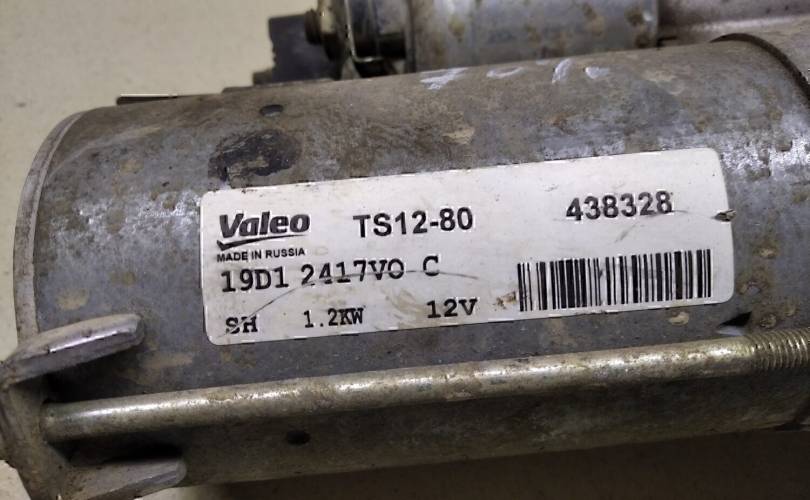 Valeo TS12-80 438328
MADE IN RUSSIA
19D1 2417VO C
SH 1.2KW 12V